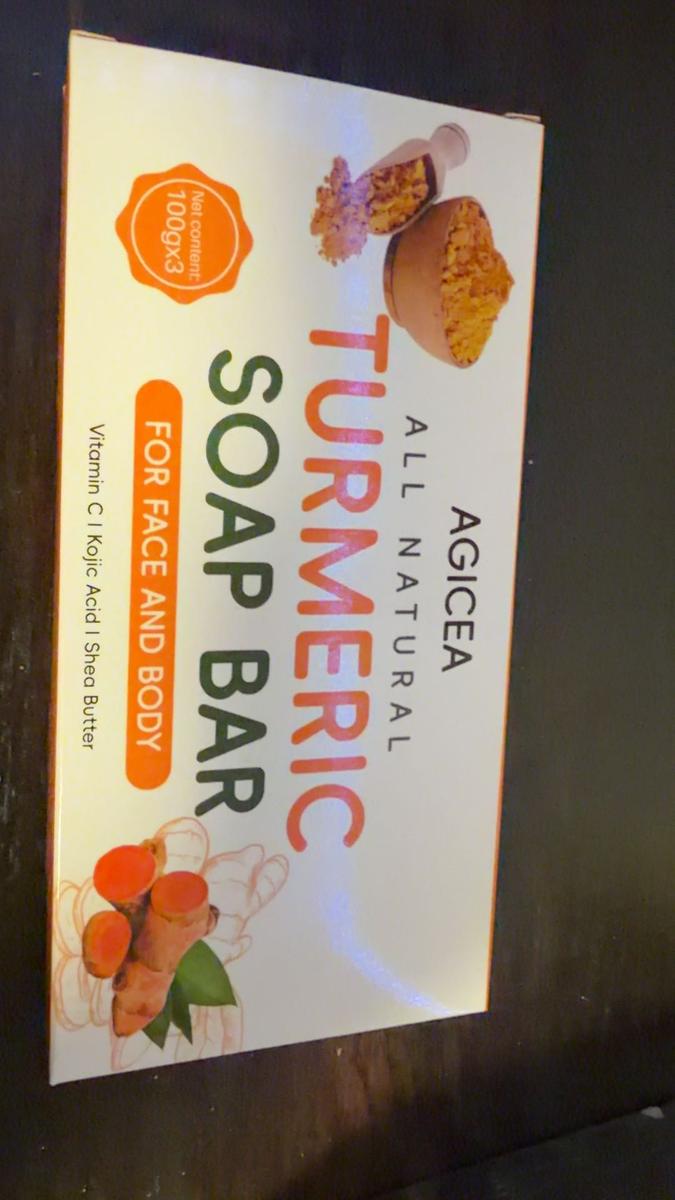 AGICEA
ALL NATURAL
TURMERIC
SOAP BAR
FOR FACE AND BODY
Vitamin C I Kojic Acid I Shea Butter
Net content:
100gx3